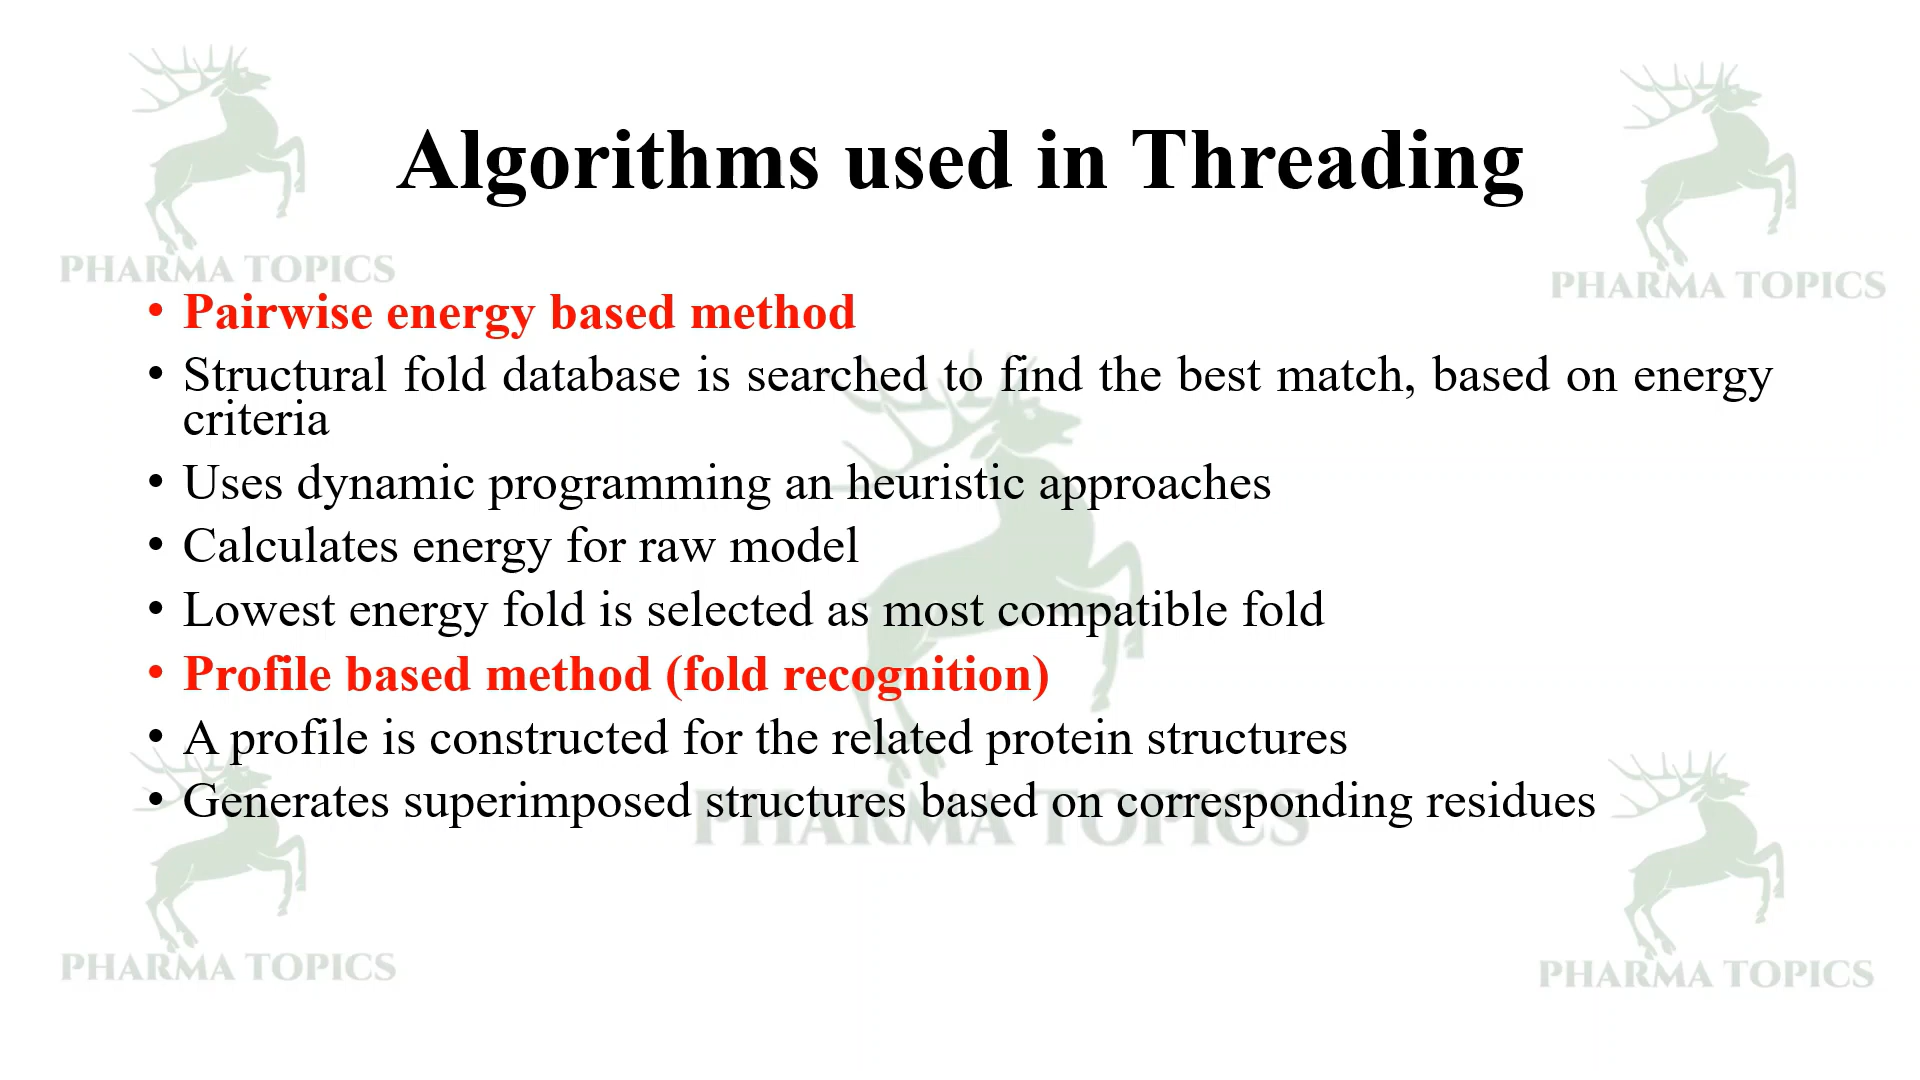 Algorithms used in Threading
PHARMA TOPICS
PHARMA TOPICS
• Pairwise energy based method
• Structural fold database is searched to find the best match, based on energy
criteria
• Uses dynamic programming an heuristic approaches
• Calculates energy for raw model
• Lowest energy fold is selected as most compatible fold
• Profile based method (fold recognition)
• A profile is constructed for the related protein structures
• Generates superimposed structures based on corresponding residues
PHARMA TOPICS
PHARMA TOPICS
PHARMA TOPICS